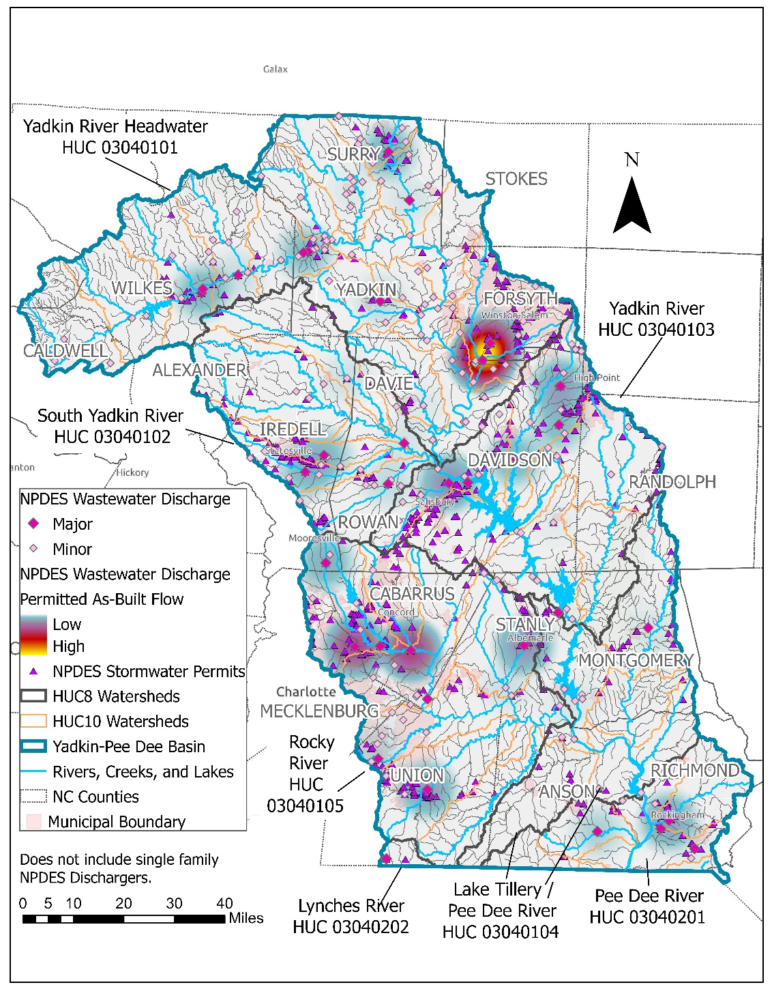 Galax
Yadkin River Headwater
HUC 03040101
SURRY
STOKES
N
WILKES
YADKIN
FORSYTH
Winston-Salem
Yadkin River
HUC 03040103
CALDWELL
ALEXANDER
DAVIE
High Point
South Yadkin River
HUC 03040102
IREDELL
Statesville
DAVIDSON
anton
Hickory
RANDOLPH
Salisbury
ROWAN
Mooresville
NPDES Wastewater Discharge
Major
Minor
NPDES Wastewater Discharge
Permitted As-Built Flow
Low
High
NPDES Stormwater Permits
HUC8 Watersheds
HUC10 Watersheds
Yadkin-Pee Dee Basin
Rivers, Creeks, and Lakes
NC Counties
Municipal Boundary
CABARRUS
Concord
STANLY
Albemarle
MONTGOMERY
Charlotte
MECKLENBURG
Rocky
River
HUC
03040105
UNION
ANSON
RICHMOND
Rockingham
Does not include single family
NPDES Dischargers.
0 5 10 20 30 40
Miles
Lynches River
HUC 03040202
Lake Tillery /
Pee Dee River
HUC 03040104
Pee Dee River
HUC 03040201